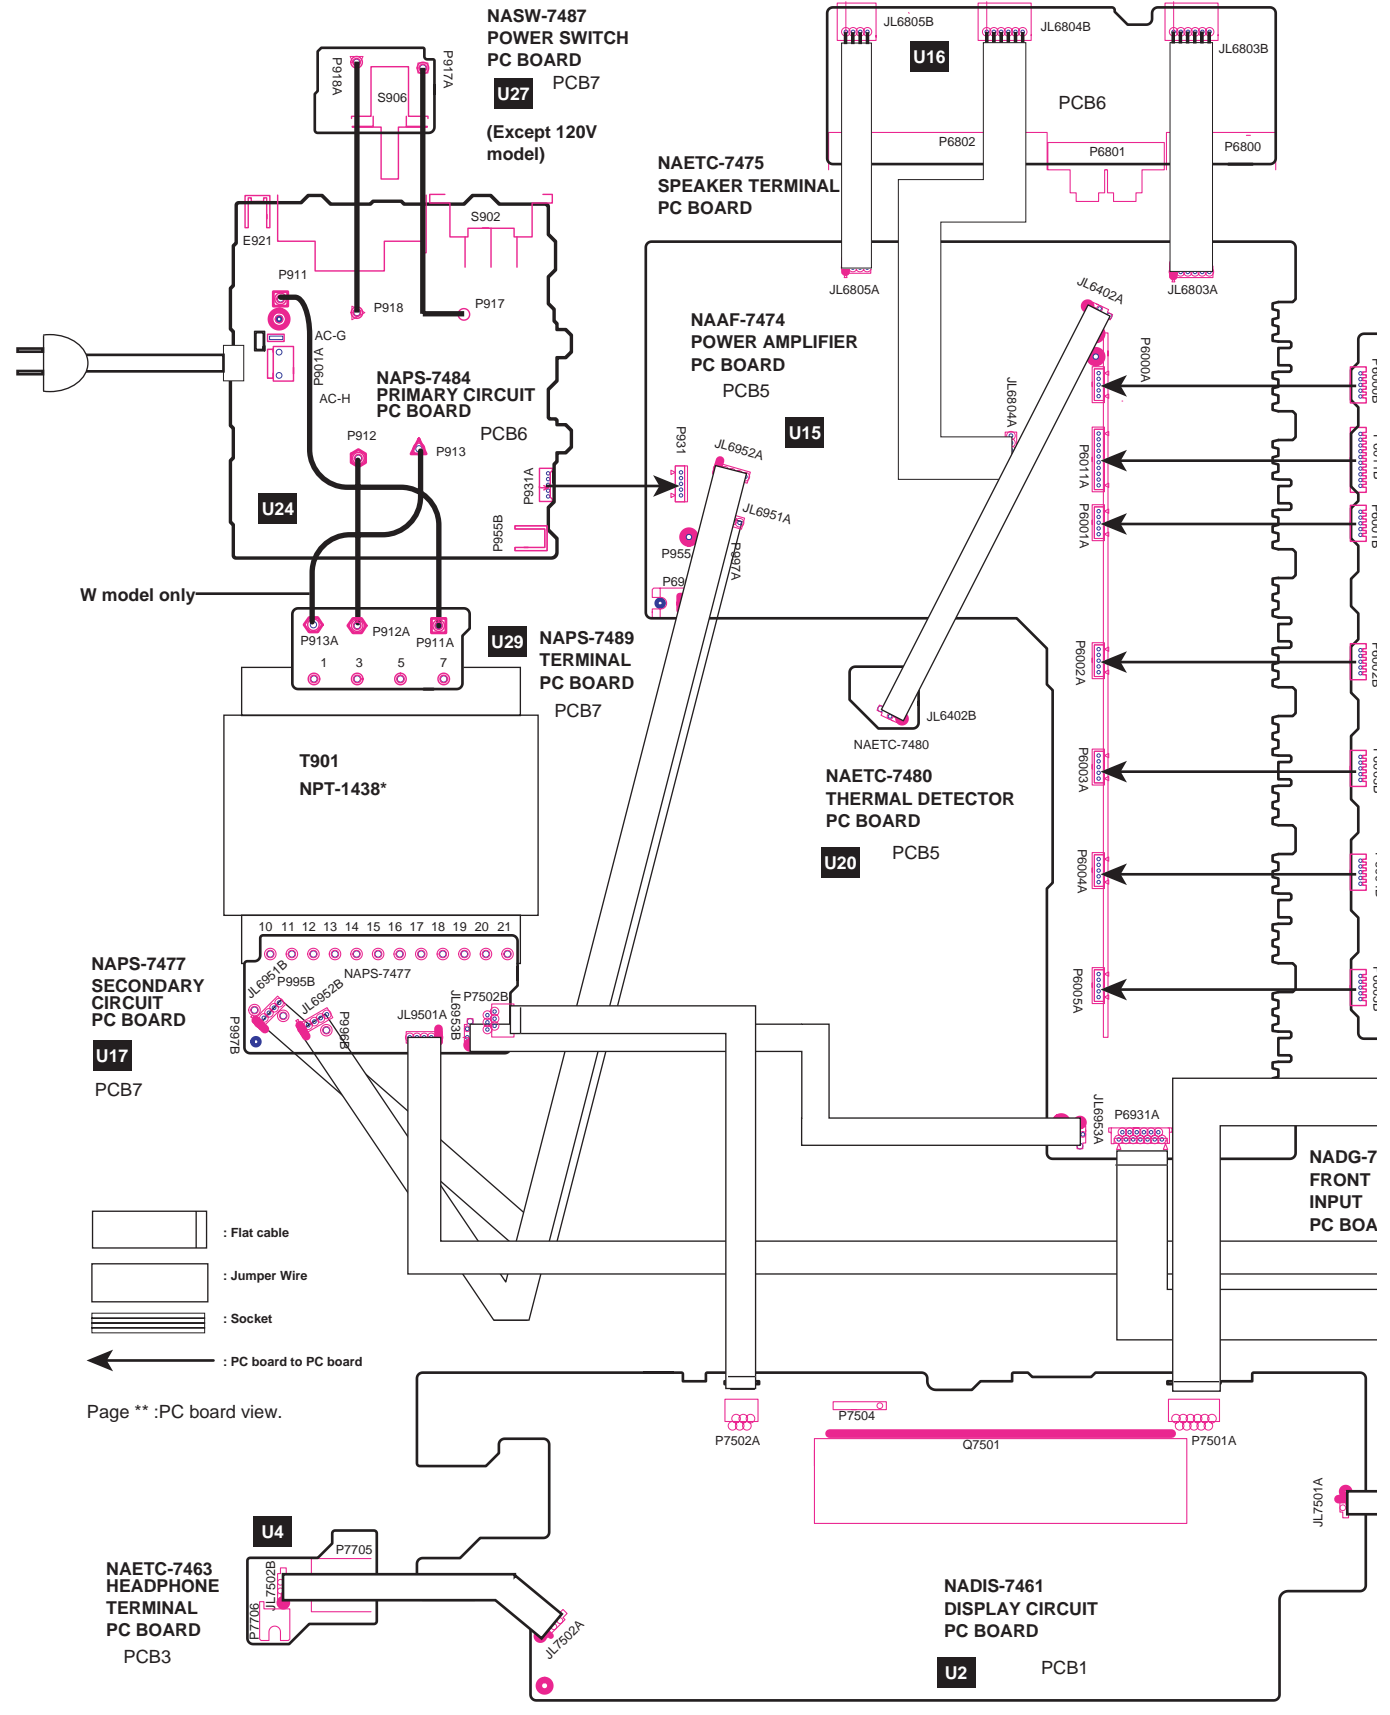 NASW-7487
POWER SWITCH
PC BOARD
PCB7
U27
(Except 120V
model)
P918A
P917A
S906
JL6805B
JL6804B
JL6803B
U16
PCB6
P6802
P6801
P6800
NAETC-7475
SPEAKER TERMINAL
PC BOARD
E921
S902
P911
P918
P917
AC-G
P901A
AC-H
NAPS-7484
PRIMARY CIRCUIT
PC BOARD
PCB6
P912
P913
P931A
P955B
U24
W model only
JL6805A
JL6803A
JL6402A
NAAF-7474
POWER AMPLIFIER
PC BOARD
PCB5
U15
P931
JL6952A
JL6951A
P955
P997A
P69
JL6804A
P6000A
P6011A
P6001A
P6002A
P6003A
P6004A
P6005A
P6000B
P6001B
P6002B
P913A
P912A
P911A
1 3 5 7
U29
NAPS-7489
TERMINAL
PC BOARD
PCB7
T901
NPT-1438*
JL6402B
NAETC-7480
NAETC-7480
THERMAL DETECTOR
PC BOARD
U20
PCB5
10 11 12 13 14 15 16 17 18 19 20 21
NAPS-7477
SECONDARY
CIRCUIT
PC BOARD
U17
PCB7
JL6951B
P995B
JL6952B
NAPS-7477
P997B
P996B
JL9501A
JL6953B
P7502B
JL6953A
P6931A
NADG-7
FRONT
INPUT
PC BOA
: Flat cable
: Jumper Wire
: Socket
: PC board to PC board
Page ** :PC board view.
P7502A
P7504
Q7501
P7501A
JL7501A
U4
NAETC-7463
HEADPHONE
TERMINAL
PC BOARD
PCB3
P7705
JL7502B
P7706
JL7502A
NADIS-7461
DISPLAY CIRCUIT
PC BOARD
U2
PCB1